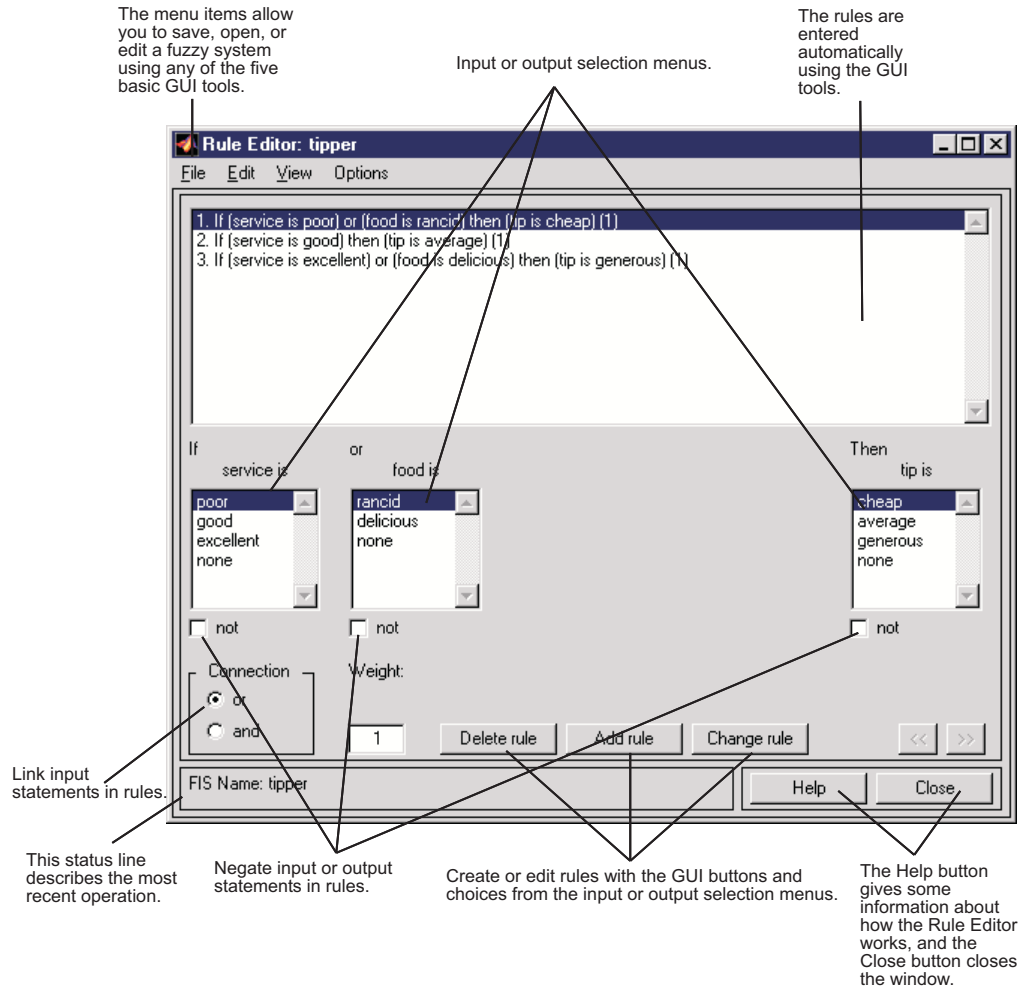 The menu items allow
you to save, open, or
edit a fuzzy system
using any of the five
basic GUI tools.
Input or output selection menus.
The rules are
entered
automatically
using the GUI
tools.
Rule Editor: tipper
File Edit View Options
1. If (service is poor) or (food is rancid) then (tip is cheap) (1)
2. If (service is good) then (tip is average) (1)
3. If (service is excellent) or (food is delicious) then (tip is generous) (1)
If
service is
or
food is
Then
tip is
poor
good
excellent
none
rancid
delicious
none
cheap
average
generous
none
not
not
not
Connection
or
and
Weight:
1
Delete rule
Add rule
Change rule
<<
>>
FIS Name: tipper
Help
Close
Link input
statements in rules.
This status line
describes the most
recent operation.
Negate input or output
statements in rules.
Create or edit rules with the GUI buttons and
choices from the input or output selection menus.
The Help button
gives some
information about
how the Rule Editor
works, and the
Close button closes
the window.